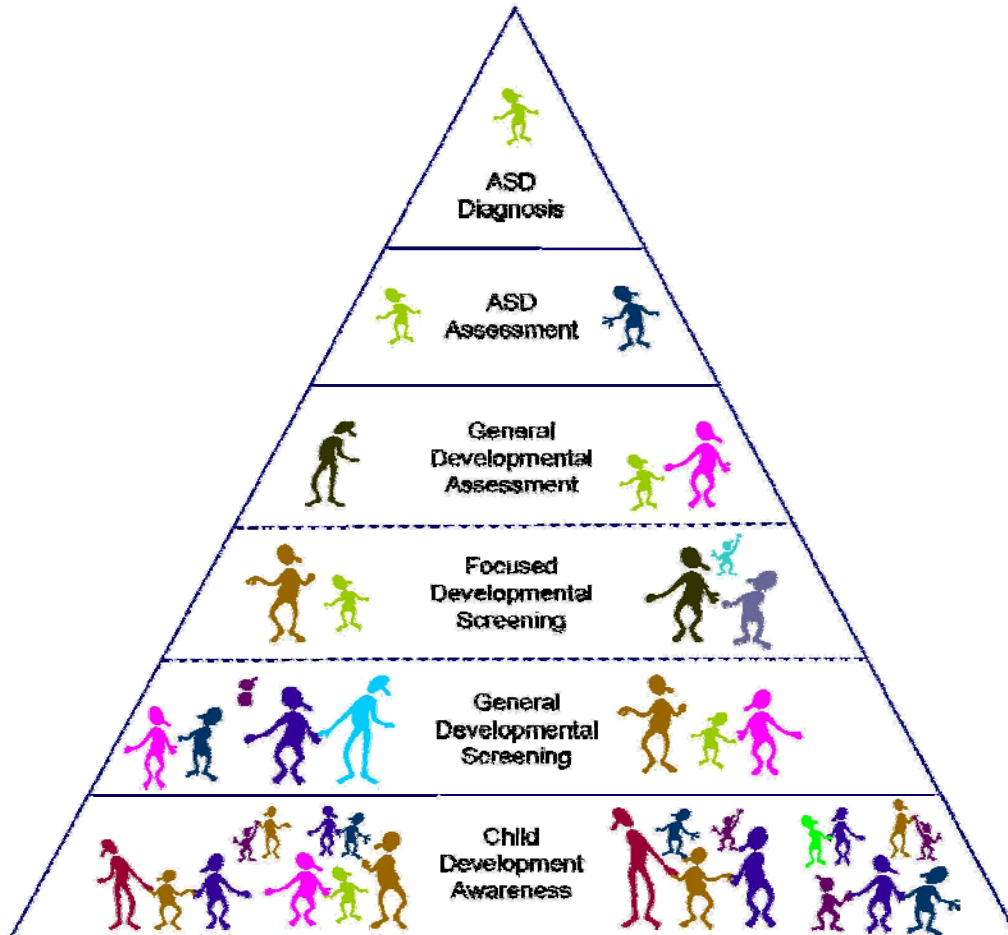 ASD
Diagnosis
ASD
Assessment
General
Developmental
Assessment
Focused
Developmental
Screening
General
Developmental
Screening
Child
Development
Awareness